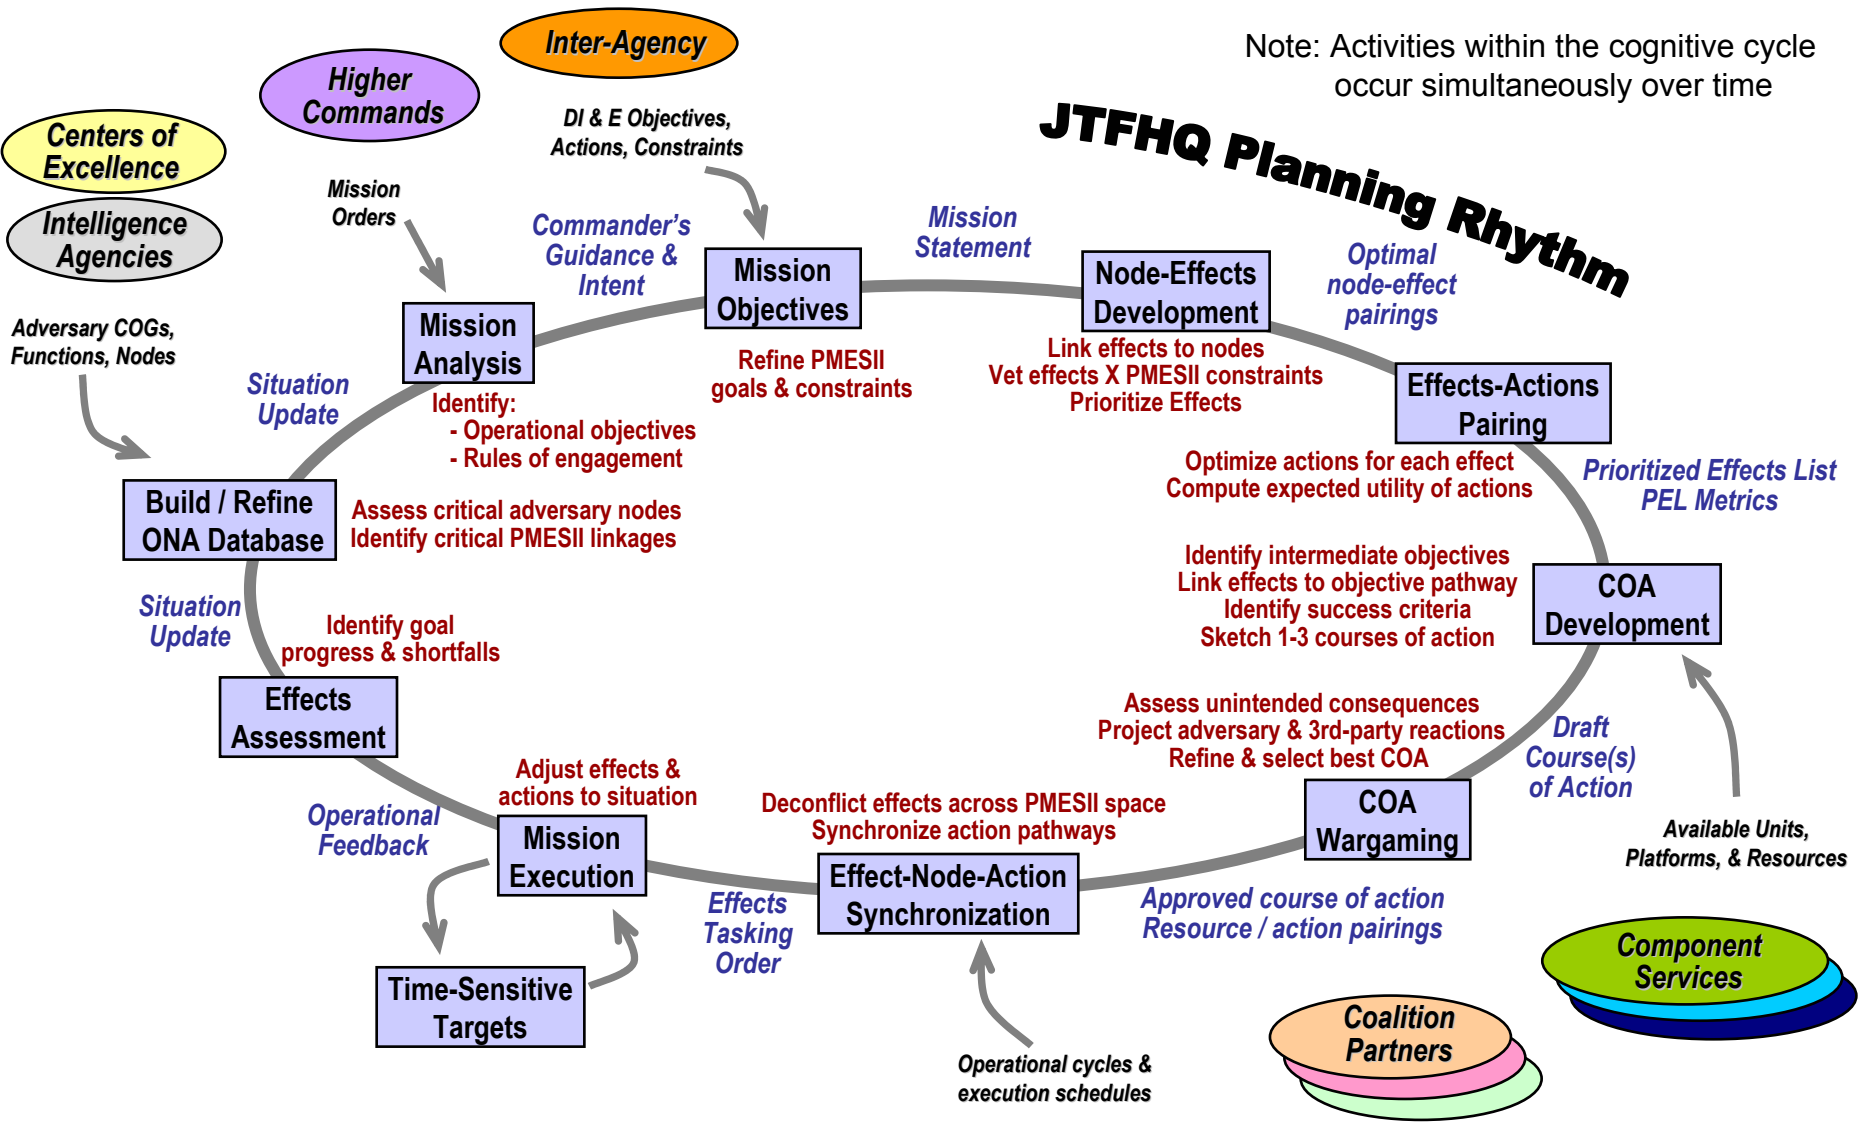 Inter-Agency
Note: Activities within the cognitive cycle
occur simultaneously over time
Higher
Commands
JTFHQ Planning Rhythm
Centers of
Excellence
DI & E Objectives,
Actions, Constraints
Intelligence
Agencies
Mission
Orders
Commander's
Guidance &
Intent
Mission
Statement
Optimal
node-effect
pairings
Mission
Objectives
Node-Effects
Development
Adversary COGs,
Functions, Nodes
Mission
Analysis
Refine PMESII
goals & constraints
Link effects to nodes
Vet effects X PMESII constraints
Prioritize Effects
Effects-Actions
Pairing
Situation
Update
Identify:
- Operational objectives
- Rules of engagement
Optimize actions for each effect
Compute expected utility of actions
Prioritized Effects List
PEL Metrics
Build / Refine
ONA Database
Assess critical adversary nodes
Identify critical PMESII linkages
Identify intermediate objectives
Link effects to objective pathway
Identify success criteria
Sketch 1-3 courses of action
COA
Development
Situation
Update
Identify goal
progress & shortfalls
Effects
Assessment
Assess unintended consequences
Project adversary & 3rd-party reactions
Refine & select best COA
Draft
Course(s)
of Action
Adjust effects &
actions to situation
Deconflict effects across PMESII space
Synchronize action pathways
COA
Wargaming
Operational
Feedback
Mission
Execution
Available Units,
Platforms, & Resources
Effect-Node-Action
Synchronization
Effects
Tasking
Order
Approved course of action
Resource / action pairings
Component
Services
Time-Sensitive
Targets
Coalition
Partners
Operational cycles &
execution schedules